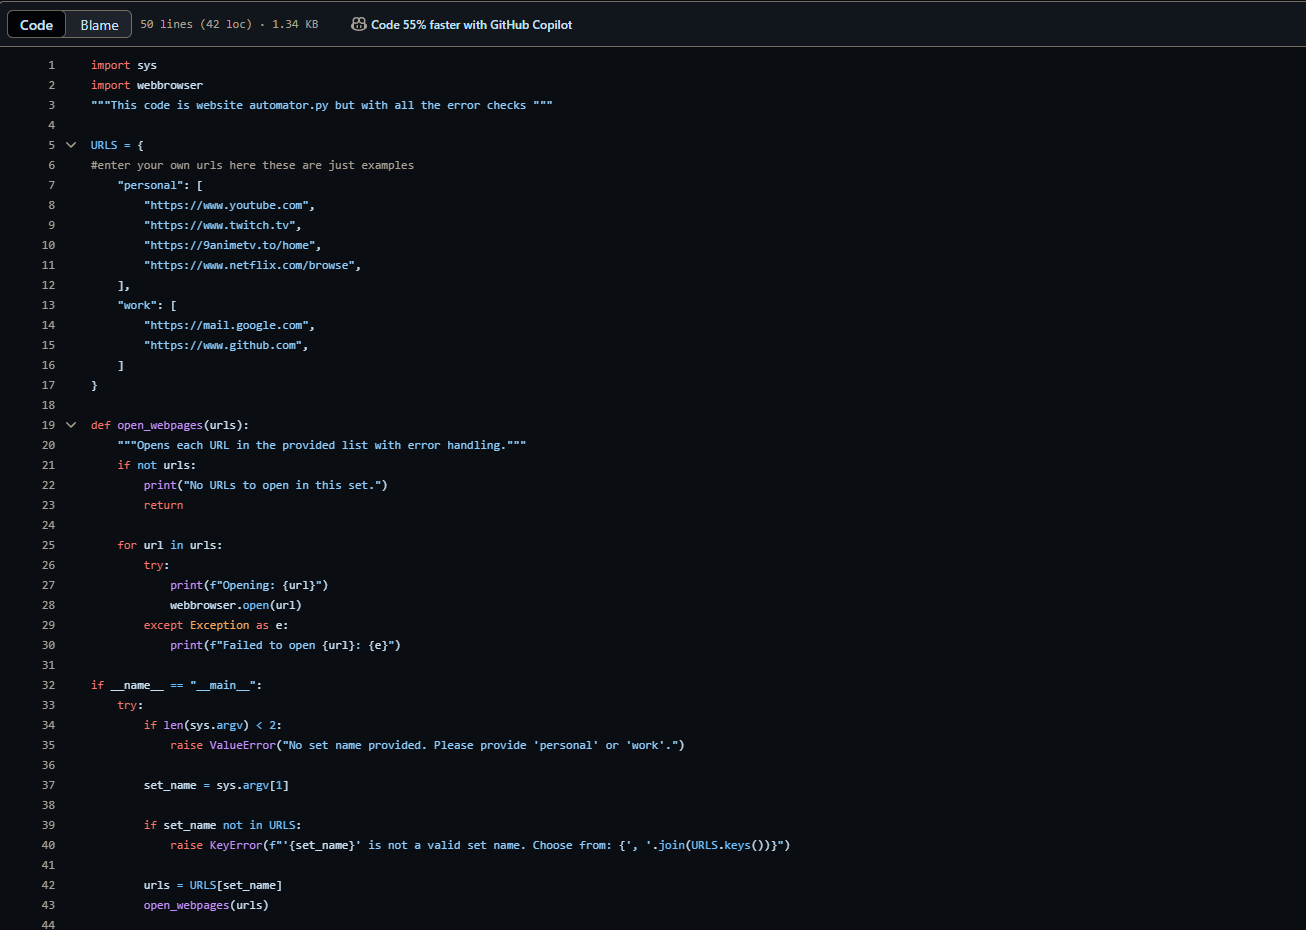 Code Blame 50 lines (42 loc) · 1.34 KB Code 55% faster with GitHub Copilot
1 import sys
2 import webbrowser
3 """This code is website automator.py but with all the error checks """
4
5 URLS = {
6 #enter your own urls here these are just examples
7     "personal": [
8         "https://www.youtube.com",
9         "https://www.twitch.tv",
10         "https://9animetv.to/home",
11         "https://www.netflix.com/browse",
12     ],
13     "work": [
14         "https://mail.google.com",
15         "https://www.github.com",
16     ]
17 }
18
19 def open_webpages(urls):
20     """Opens each URL in the provided list with error handling."""
21     if not urls:
22         print("No URLs to open in this set.")
23         return
24
25     for url in urls:
26         try:
27             print(f"Opening: {url}")
28             webbrowser.open(url)
29         except Exception as e:
30             print(f"Failed to open {url}: {e}")
31
32 if __name__ == "__main__":
33     try:
34         if len(sys.argv) < 2:
35             raise ValueError("No set name provided. Please provide 'personal' or 'work'.")
36
37         set_name = sys.argv[1]
38
39         if set_name not in URLS:
40             raise KeyError(f"'{set_name}' is not a valid set name. Choose from: {', '.join(URLS.keys())}")
41
42         urls = URLS[set_name]
43         open_webpages(urls)
44